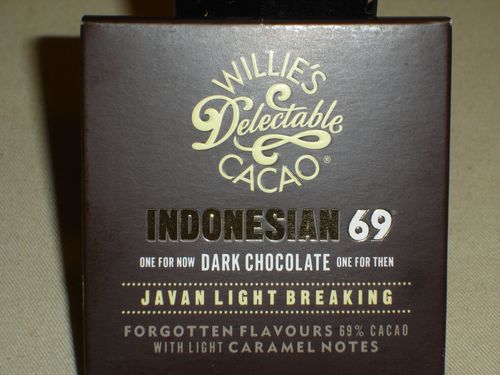 WILLIE'S
Delectable
CACAO®
INDONESIAN 69
ONE FOR NOW DARK CHOCOLATE ONE FOR THEN
JAVAN LIGHT BREAKING
FORGOTTEN FLAVOURS 69% CACAO
WITH LIGHT CARAMEL NOTES